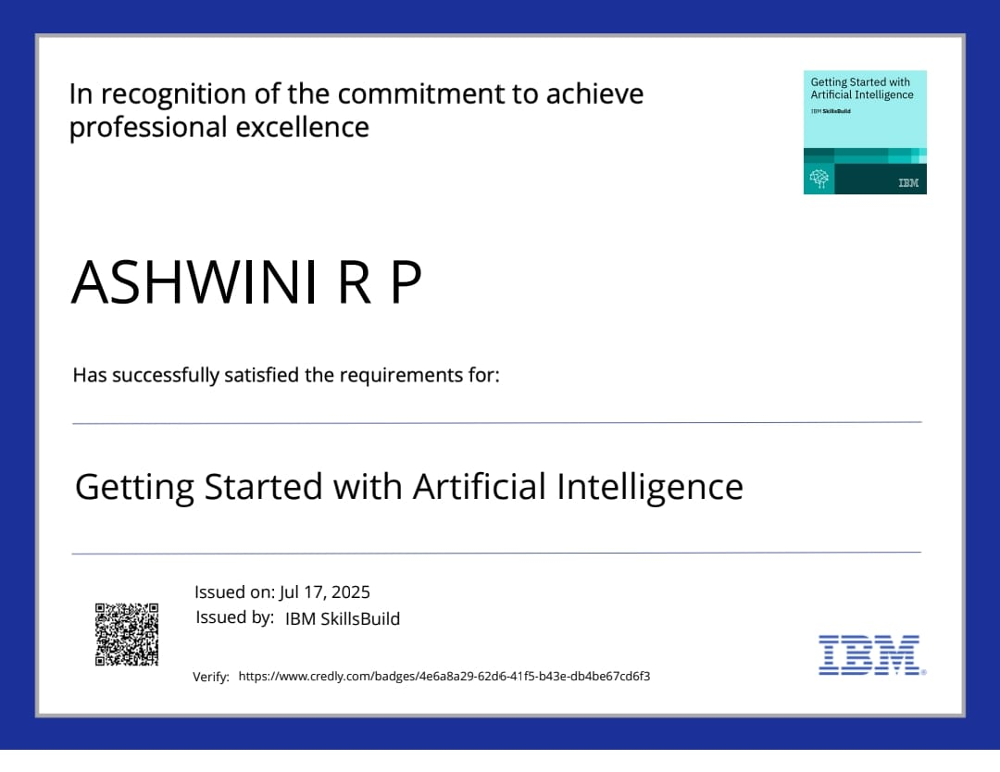 In recognition of the commitment to achieve
professional excellence
Getting Started with
Artificial Intelligence
IBM SkillsBuild
IBM
ASHWINI R P
Has successfully satisfied the requirements for:
Getting Started with Artificial Intelligence
Issued on: Jul 17, 2025
Issued by: IBM SkillsBuild
Verify: https://www.credly.com/badges/4e6a8a29-62d6-41f5-b43e-db4be67cd6f3
IBM®